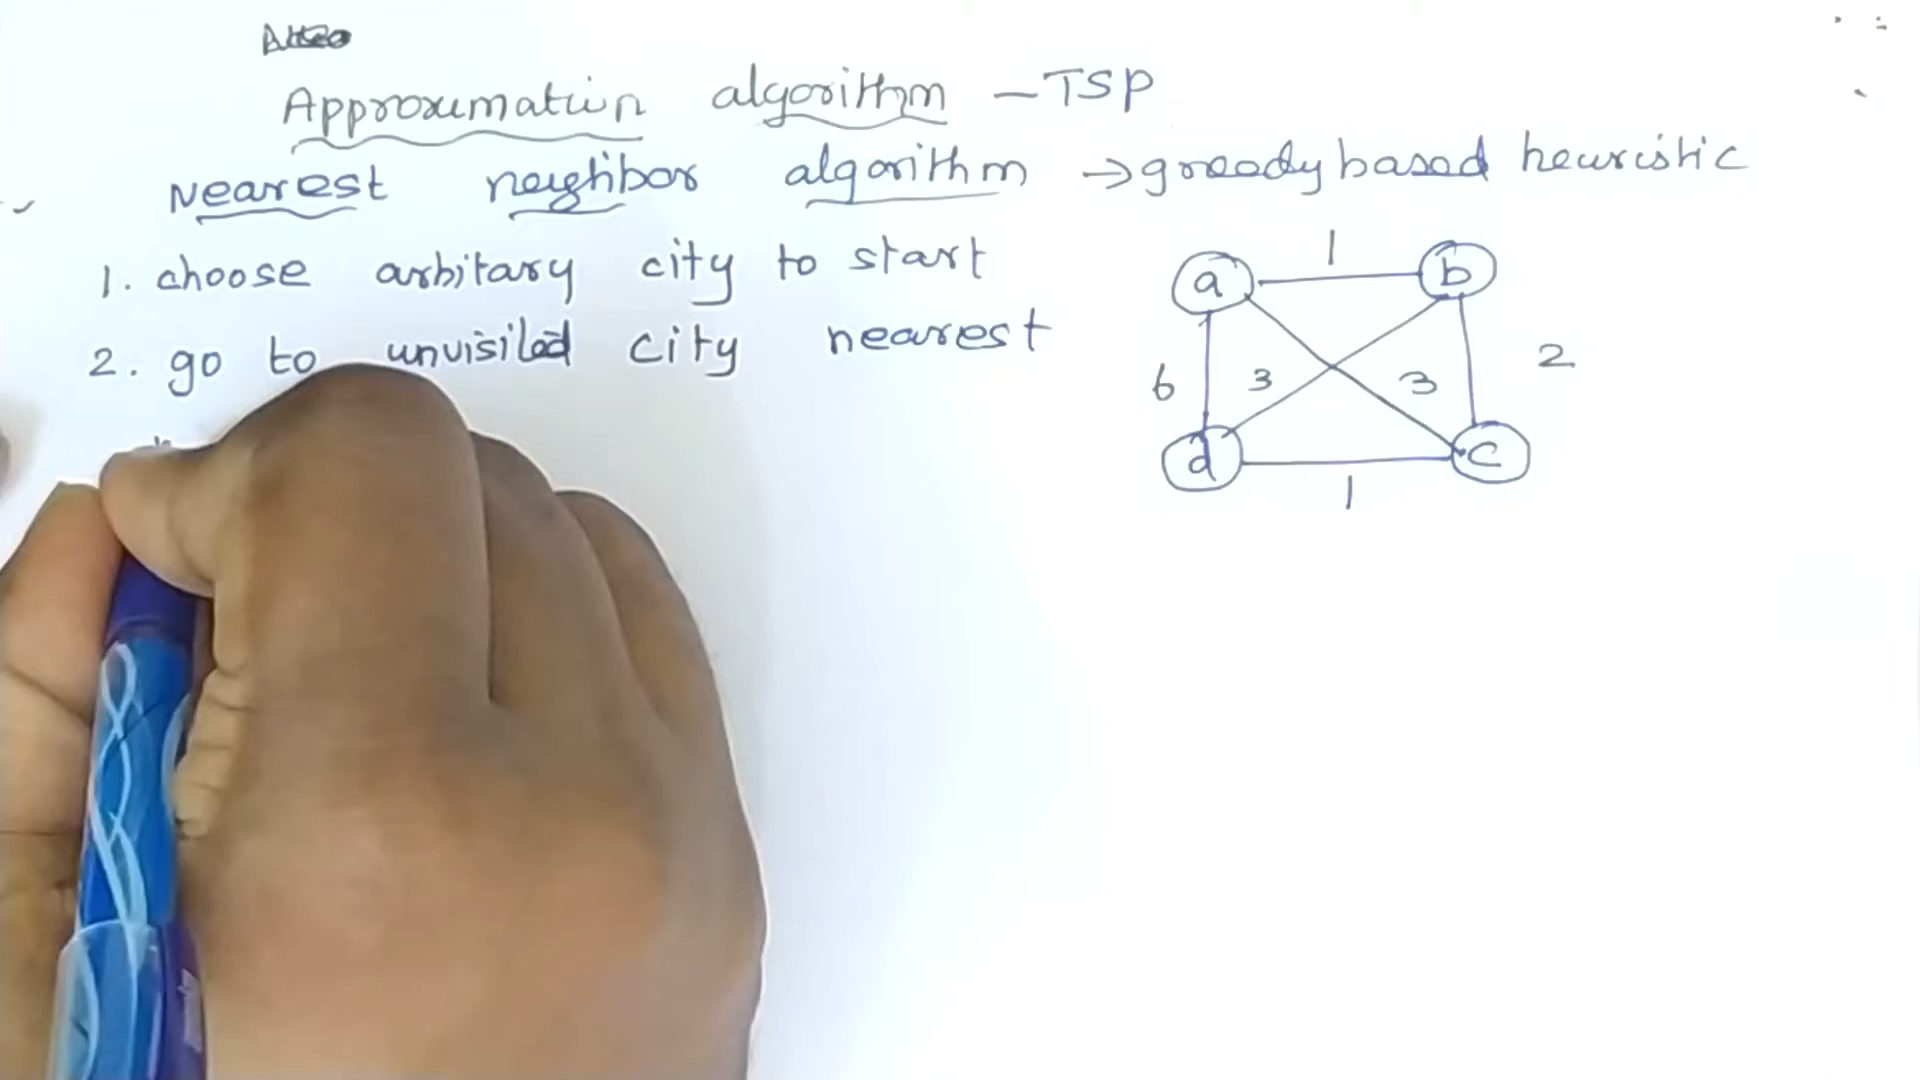 Approximation algorithm - TSP
Nearest neighbor algorithm → greedy based heuristic
1. choose arbitary city to start
2. go to unvisited city nearest
a 1 b
6 3 3 2
d 1 c